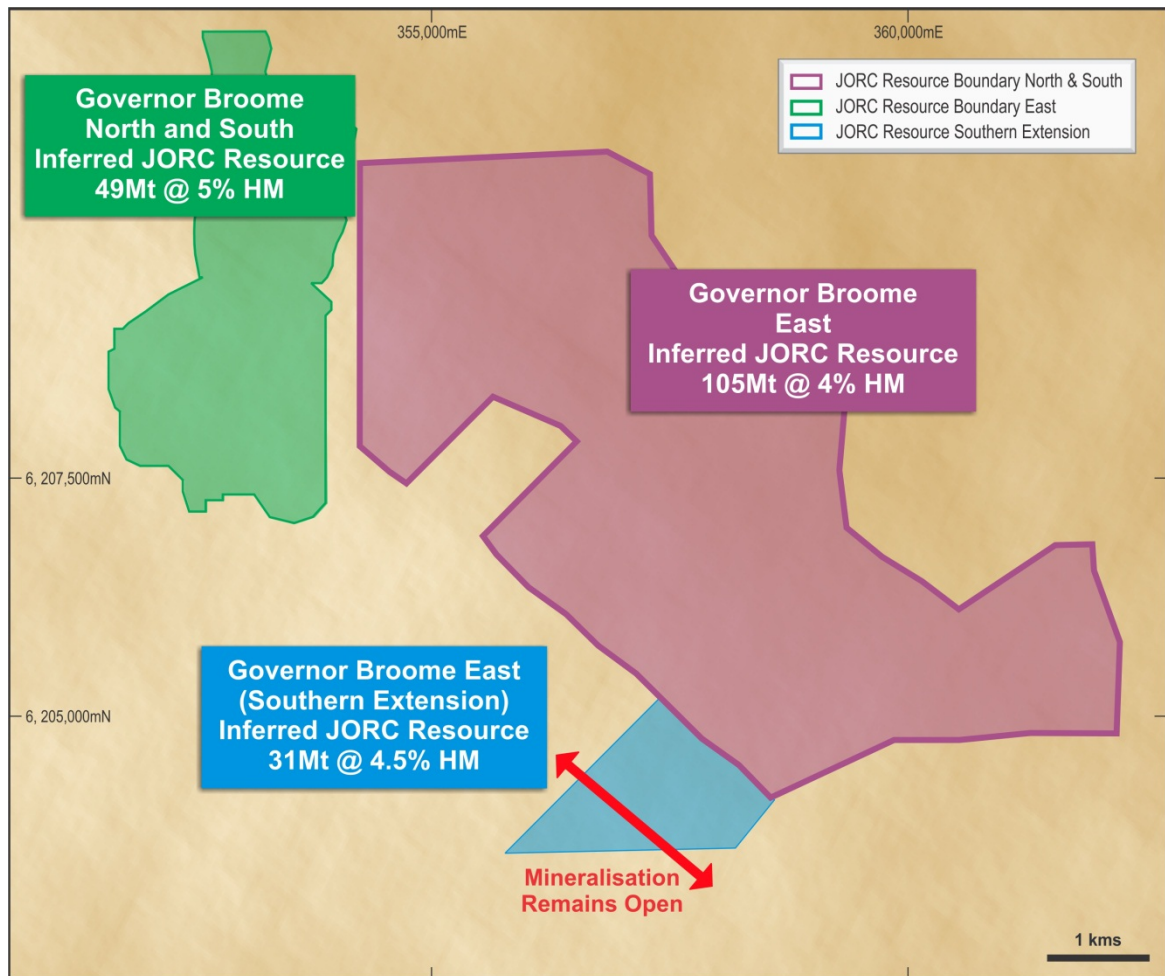 355,000mE
360,000mE
JORC Resource Boundary North & South
JORC Resource Boundary East
JORC Resource Southern Extension
Governor Broome
North and South
Inferred JORC Resource
49Mt @ 5% HM
Governor Broome
East
Inferred JORC Resource
105Mt @ 4% HM
6, 207,500mN
Governor Broome East
(Southern Extension)
Inferred JORC Resource
31Mt @ 4.5% HM
6, 205,000mN
Mineralisation
Remains Open
1 kms